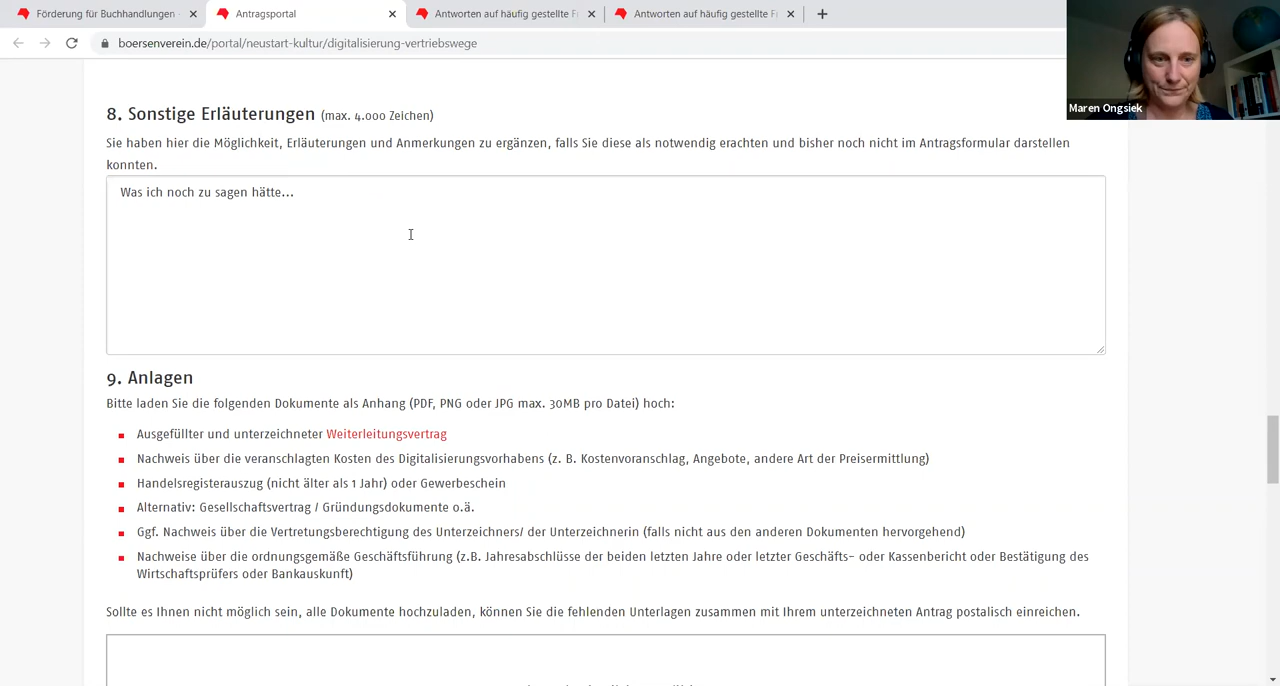 Förderung für Buchhandlungen
Antragsportal
Antworten auf häufig gestellte Fr
Antworten auf häufig gestellte Fr
boersenverein.de/portal/neustart-kultur/digitalisierung-vertriebswege
Maren Ongsiek
8. Sonstige Erläuterungen (max. 4.000 Zeichen)
Sie haben hier die Möglichkeit, Erläuterungen und Anmerkungen zu ergänzen, falls Sie diese als notwendig erachten und bisher noch nicht im Antragsformular darstellen
konnten.
Was ich noch zu sagen hätte...
9. Anlagen
Bitte laden Sie die folgenden Dokumente als Anhang (PDF, PNG oder JPG max. 30MB pro Datei) hoch:
Ausgefüllter und unterzeichneter Weiterleitungsvertrag
Nachweis über die veranschlagten Kosten des Digitalisierungsvorhabens (z. B. Kostenvoranschlag, Angebote, andere Art der Preisermittlung)
Handelsregisterauszug (nicht älter als 1 Jahr) oder Gewerbeschein
Alternativ: Gesellschaftsvertrag / Gründungsdokumente o.ä.
Ggf. Nachweis über die Vertretungsberechtigung des Unterzeichners/ der Unterzeichnerin (falls nicht aus den anderen Dokumenten hervorgehend)
Nachweise über die ordnungsgemäße Geschäftsführung (z.B. Jahresabschlüsse der beiden letzten Jahre oder letzter Geschäfts- oder Kassenbericht oder Bestätigung des
Wirtschaftsprüfers oder Bankauskunft)
Sollte es Ihnen nicht möglich sein, alle Dokumente hochzuladen, können Sie die fehlenden Unterlagen zusammen mit Ihrem unterzeichneten Antrag postalisch einreichen.